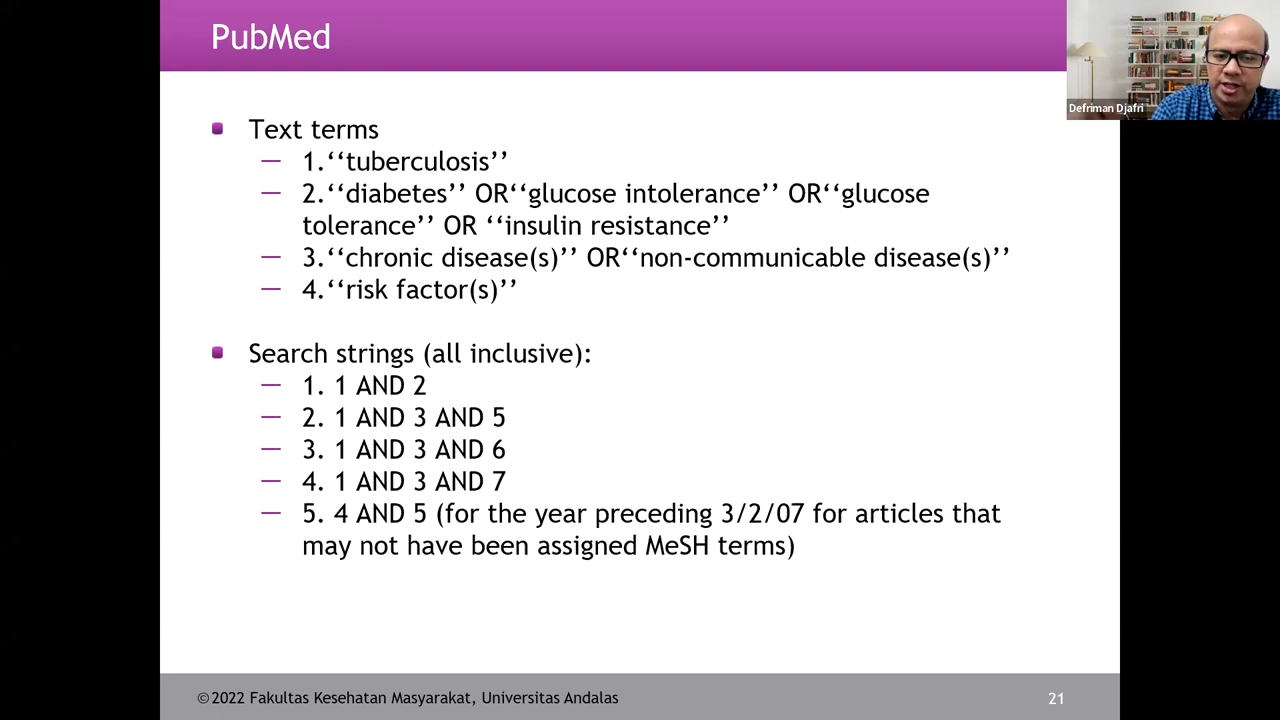 PubMed
Defriman Djafri
Text terms
— 1.‘‘tuberculosis’’
— 2.‘‘diabetes’’ OR‘‘glucose intolerance’’ OR‘‘glucose
tolerance’’ OR ‘‘insulin resistance’’
— 3.‘‘chronic disease(s)’’ OR‘‘non-communicable disease(s)’’
— 4.‘‘risk factor(s)’’
Search strings (all inclusive):
— 1. 1 AND 2
— 2. 1 AND 3 AND 5
— 3. 1 AND 3 AND 6
— 4. 1 AND 3 AND 7
— 5. 4 AND 5 (for the year preceding 3/2/07 for articles that
may not have been assigned MeSH terms)
©2022 Fakultas Kesehatan Masyarakat, Universitas Andalas
21